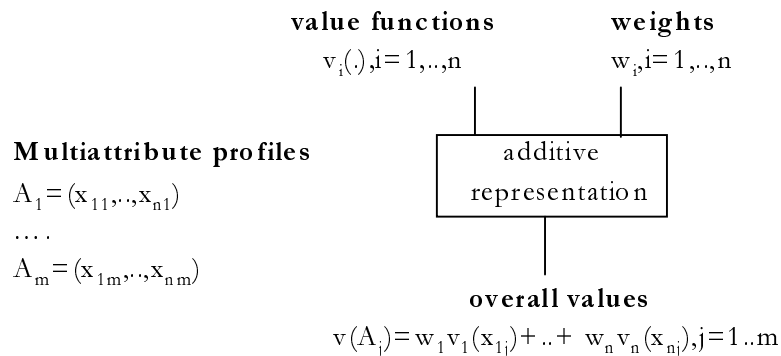 value functions
v_i(.),i=1,..,n
weights
w_i,i=1,..,n
additive
representation
Multiattribute profiles
A_1=(x_11,..,x_n1)
....
A_m=(x_1m,..,x_nm)
overall values
v(A_j)=w_1v_1(x_1j)+..+ w_nv_n(x_nj),j=1..m